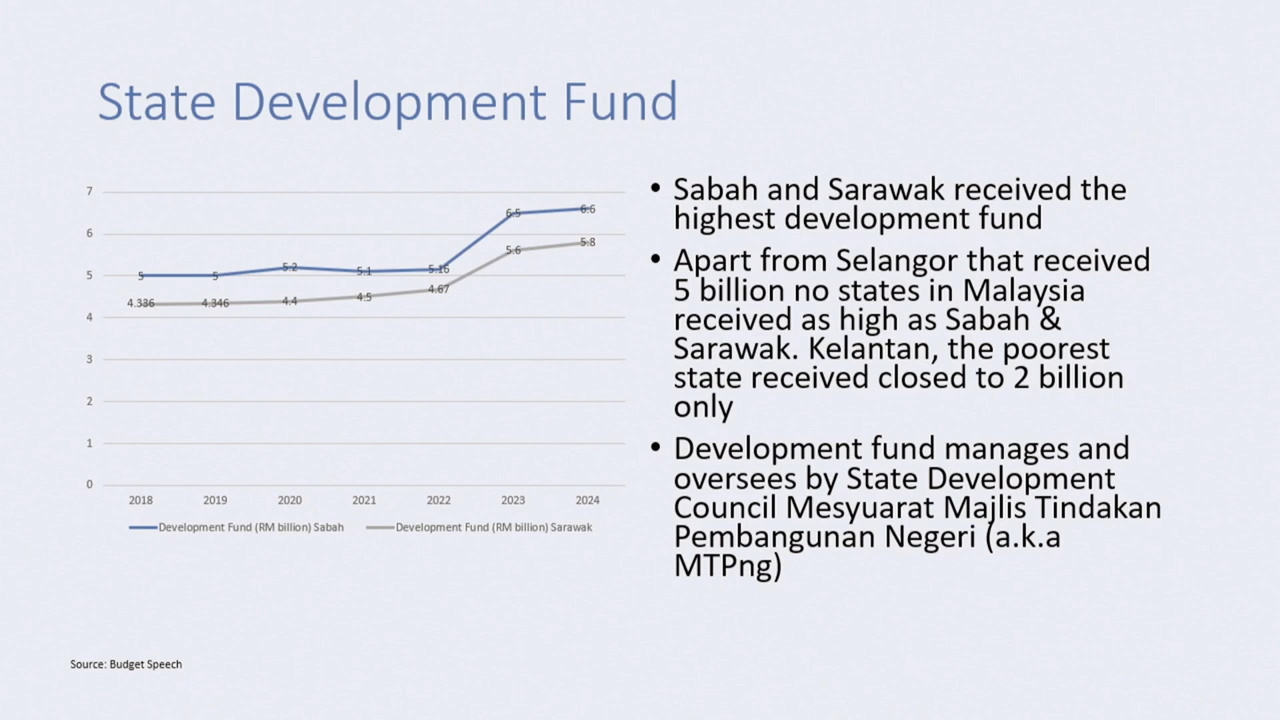 State Development Fund
7
6
5
4
3
2
1
0
5
5
5.2
5.1
5.16
6.5
6.6
4.336
4.346
4.4
4.5
4.67
5.6
5.8
2018
2019
2020
2021
2022
2023
2024
Development Fund (RM billion) Sabah
Development Fund (RM billion) Sarawak
• Sabah and Sarawak received the
highest development fund
• Apart from Selangor that received
5 billion no states in Malaysia
received as high as Sabah &
Sarawak. Kelantan, the poorest
state received closed to 2 billion
only
• Development fund manages and
oversees by State Development
Council Mesyuarat Majlis Tindakan
Pembangunan Negeri (a.k.a
MTPng)
Source: Budget Speech